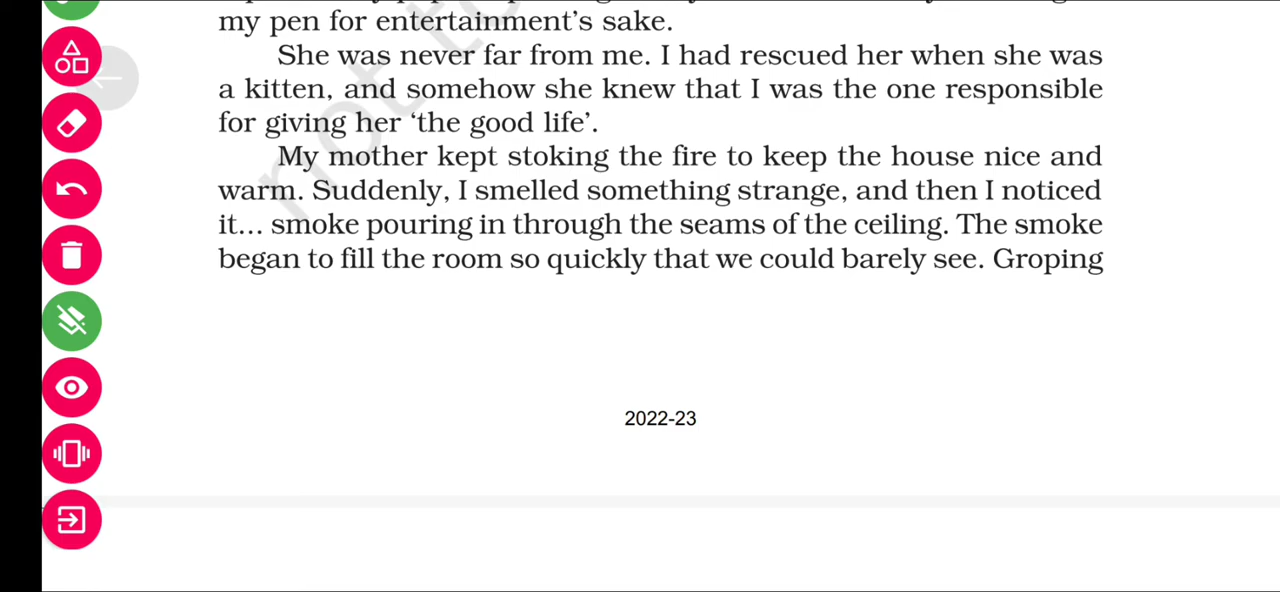 my pen for entertainment's sake.
She was never far from me. I had rescued her when she was
a kitten, and somehow she knew that I was the one responsible
for giving her ‘the good life’.
My mother kept stoking the fire to keep the house nice and
warm. Suddenly, I smelled something strange, and then I noticed
it... smoke pouring in through the seams of the ceiling. The smoke
began to fill the room so quickly that we could barely see. Groping
2022-23